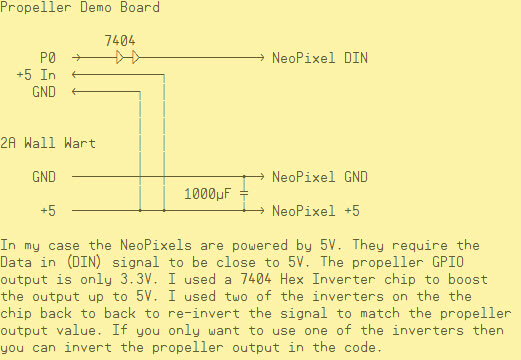 Propeller Demo Board
7404
P0 NeoPixel DIN
+5 In
GND
2A Wall Wart
GND NeoPixel GND
1000µF
+5 NeoPixel +5
In my case the NeoPixels are powered by 5V. They require the
Data in (DIN) signal to be close to 5V. The propeller GPIO
output is only 3.3V. I used a 7404 Hex Inverter chip to boost
the output up to 5V. I used two of the inverters on the the
chip back to back to re-invert the signal to match the propeller
output value. If you only want to use one of the inverters then
you can invert the propeller output in the code.